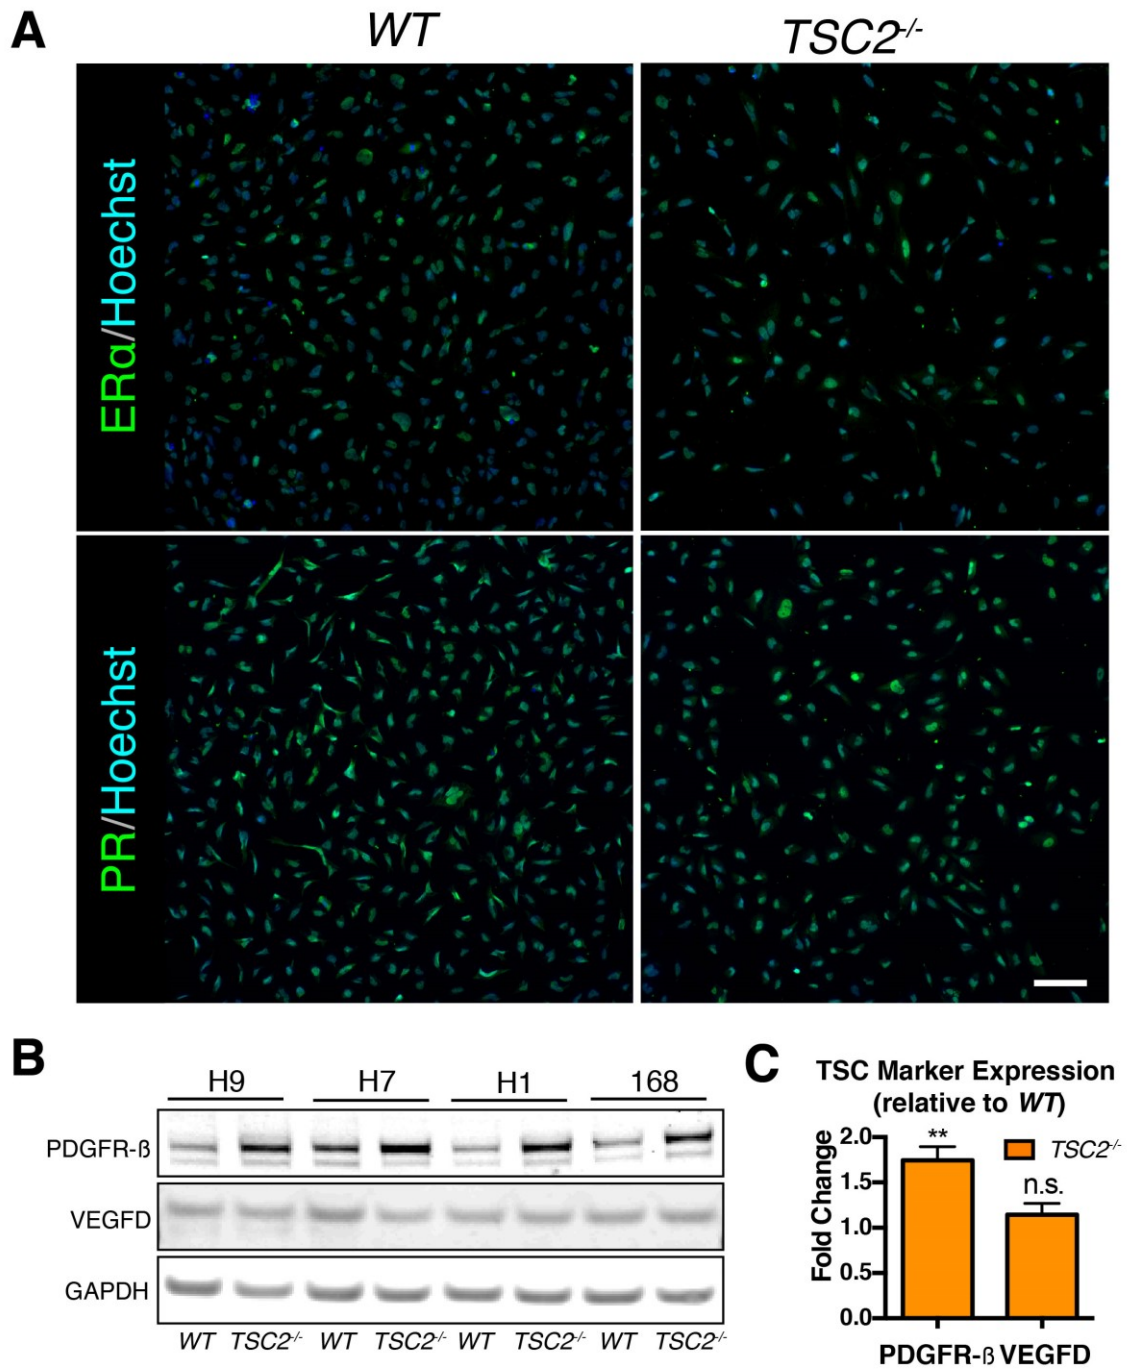 A
WT
TSC2-/-
ERα/Hoechst
PR/Hoechst
B
H9 H7 H1 168
PDGFR-ß
VEGFD
GAPDH
WT TSC2-/- WT TSC2-/- WT TSC2-/- WT TSC2-/-
C
TSC Marker Expression
(relative to WT)
Fold Change
2.0
1.5
1.0
0.5
0.0
**
n.s.
TSC2-/-
PDGFR-ß VEGFD